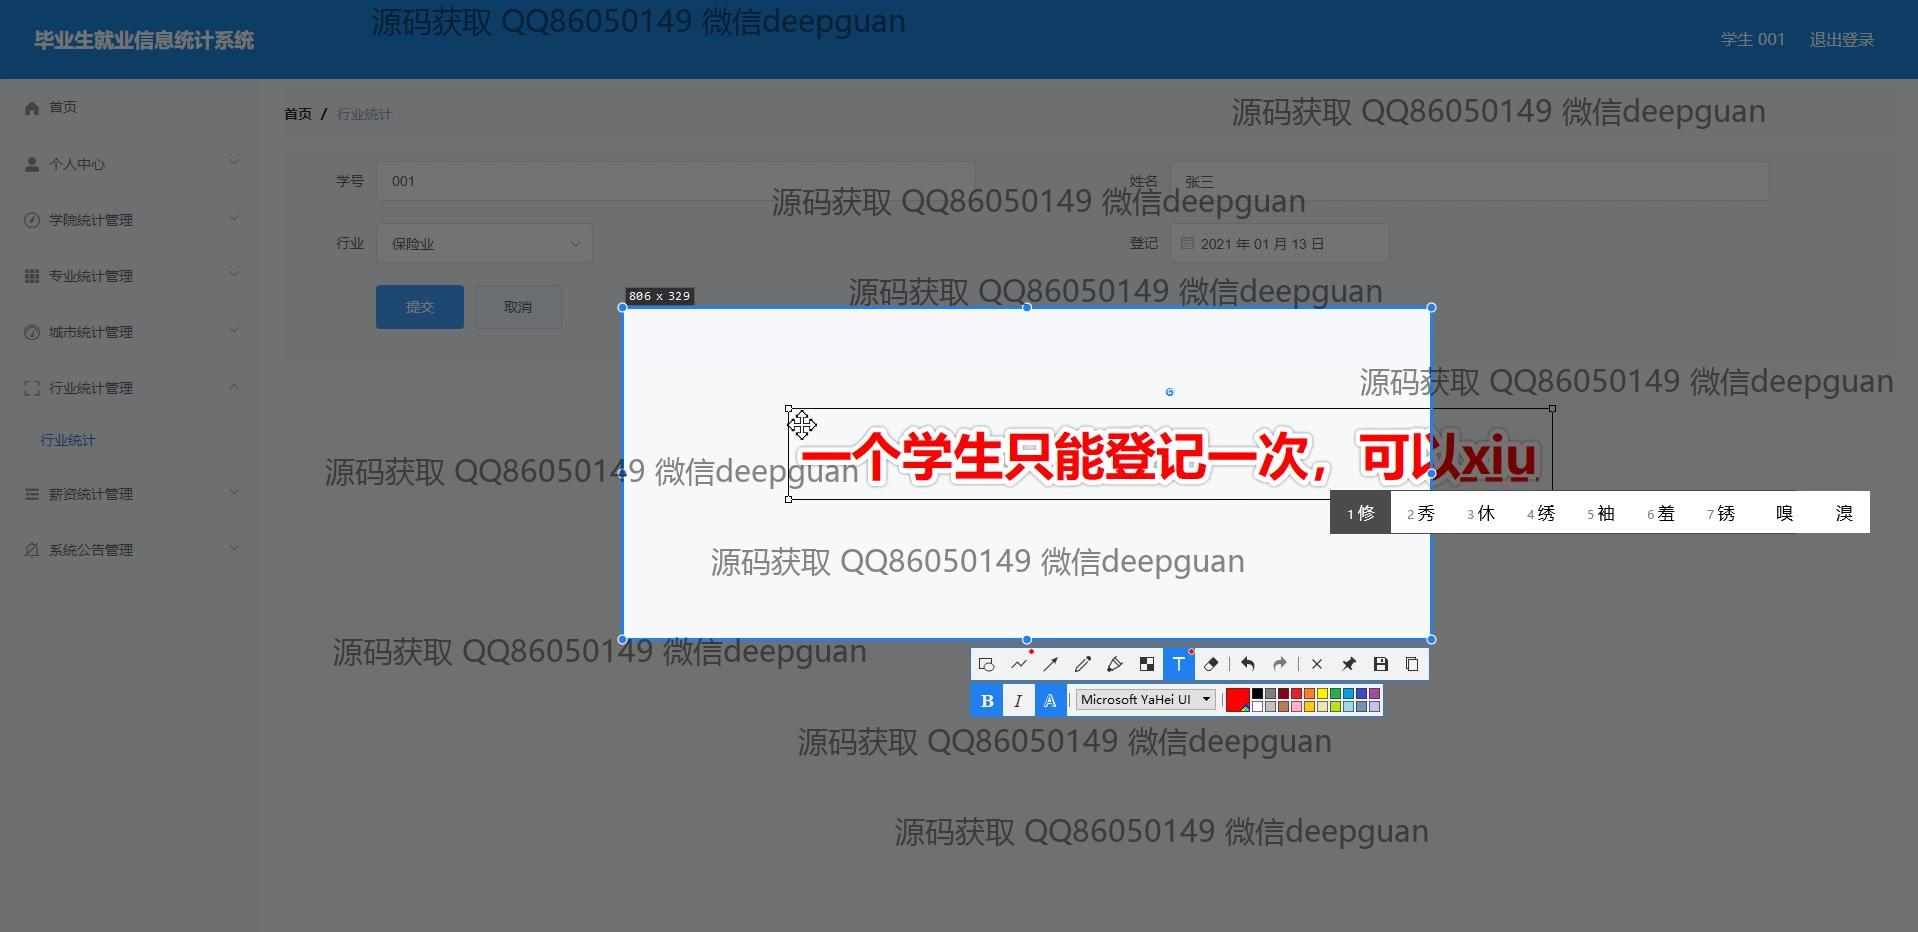 源码获取 QQ86050149 微信deepguan
毕业生就业信息统计系统
学生 001
退出登录
首页
首页 / 行业统计
源码获取 QQ86050149 微信deepguan
个人中心
学号
001
姓名
张三
源码获取 QQ86050149 微信deepguan
学院统计管理
行业
保险业
登记
2021 年 01 月 13 日
专业统计管理
源码获取 QQ86050149 微信deepguan
806 x 329
提交
取消
城市统计管理
行业统计管理
源码获取 QQ86050149 微信deepguan
行业统计
一个学生只能登记一次，可以xiu
源码获取 QQ86050149 微信deepguan
薪资统计管理
1 修 2 秀 3 休 4 绣 5 袖 6 羞 7 锈 嗅 溴
系统公告管理
源码获取 QQ86050149 微信deepguan
源码获取 QQ86050149 微信deepguan
T
B I A Microsoft YaHei UI
源码获取 QQ86050149 微信deepguan
源码获取 QQ86050149 微信deepguan